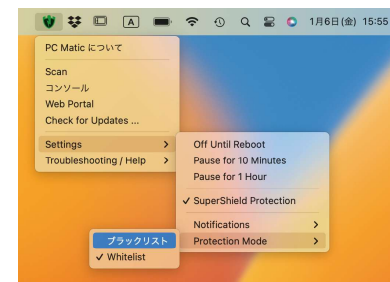 A 1月6日(金) 15:55
PC Matic について
Scan
コンソール
Web Portal
Check for Updates ...
Settings
Troubleshooting / Help
Off Until Reboot
Pause for 10 Minutes
Pause for 1 Hour
✓ SuperShield Protection
Notifications
Protection Mode
ブラックリスト
✓ Whitelist